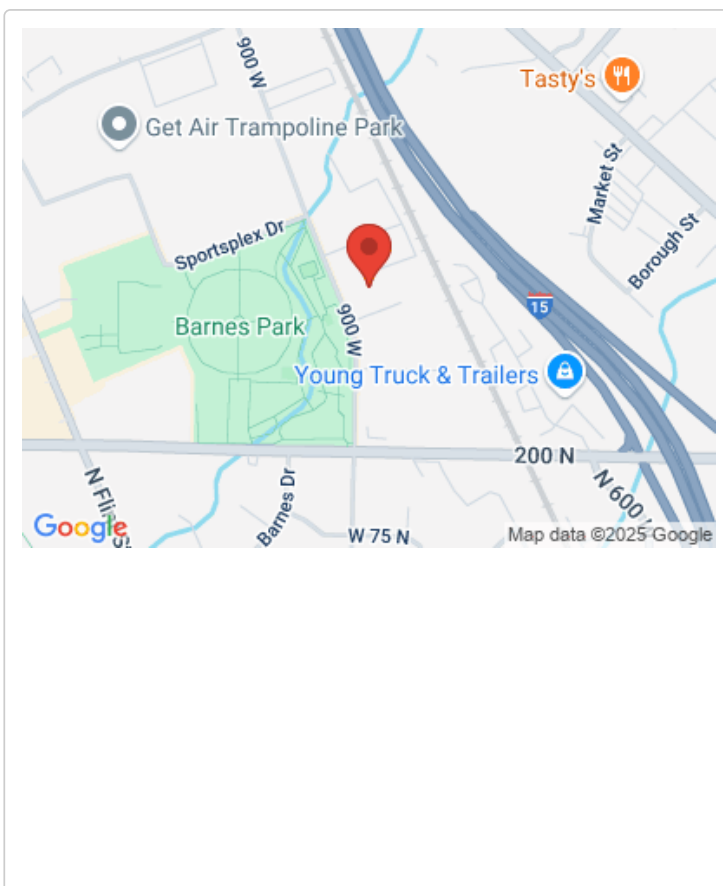 900 W
Tasty's
Get Air Trampoline Park
Market St
Sportsplex Dr
Borough St
15
Barnes Park
900 W
Young Truck & Trailers
200 N
N 600
Barnes Dr
W 75 N
Google
Map data ©2025 Google